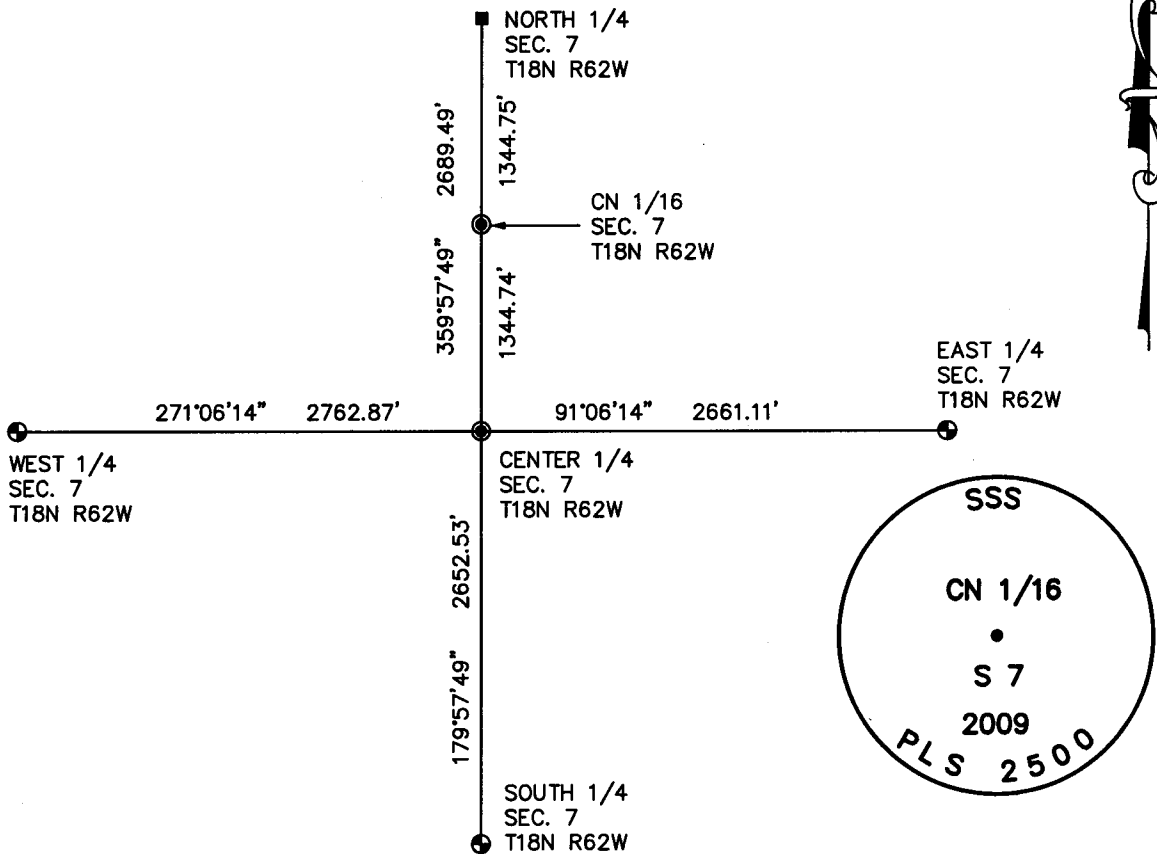 NORTH 1/4
SEC. 7
T18N R62W
2689.49'
1344.75'
CN 1/16
SEC. 7
T18N R62W
359°57'49"
1344.74'
EAST 1/4
SEC. 7
T18N R62W
271°06'14" 2762.87'
91°06'14" 2661.11'
WEST 1/4
SEC. 7
T18N R62W
CENTER 1/4
SEC. 7
T18N R62W
2652.53'
179°57'49"
SOUTH 1/4
SEC. 7
T18N R62W
SSS
CN 1/16
S 7
2009
PLS 2500